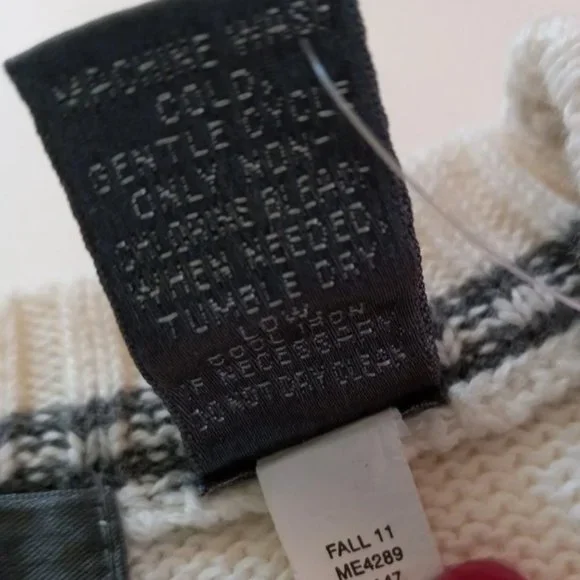 MACHINE WASH
COLD,
GENTLE CYCLE
ONLY NON-
CHLORINE BLEACH
WHEN NEEDED,
TUMBLE DRY
LOW
COOL IRON
IF NECESSARY
DO NOT DRY CLEAN
FALL 11
ME4289